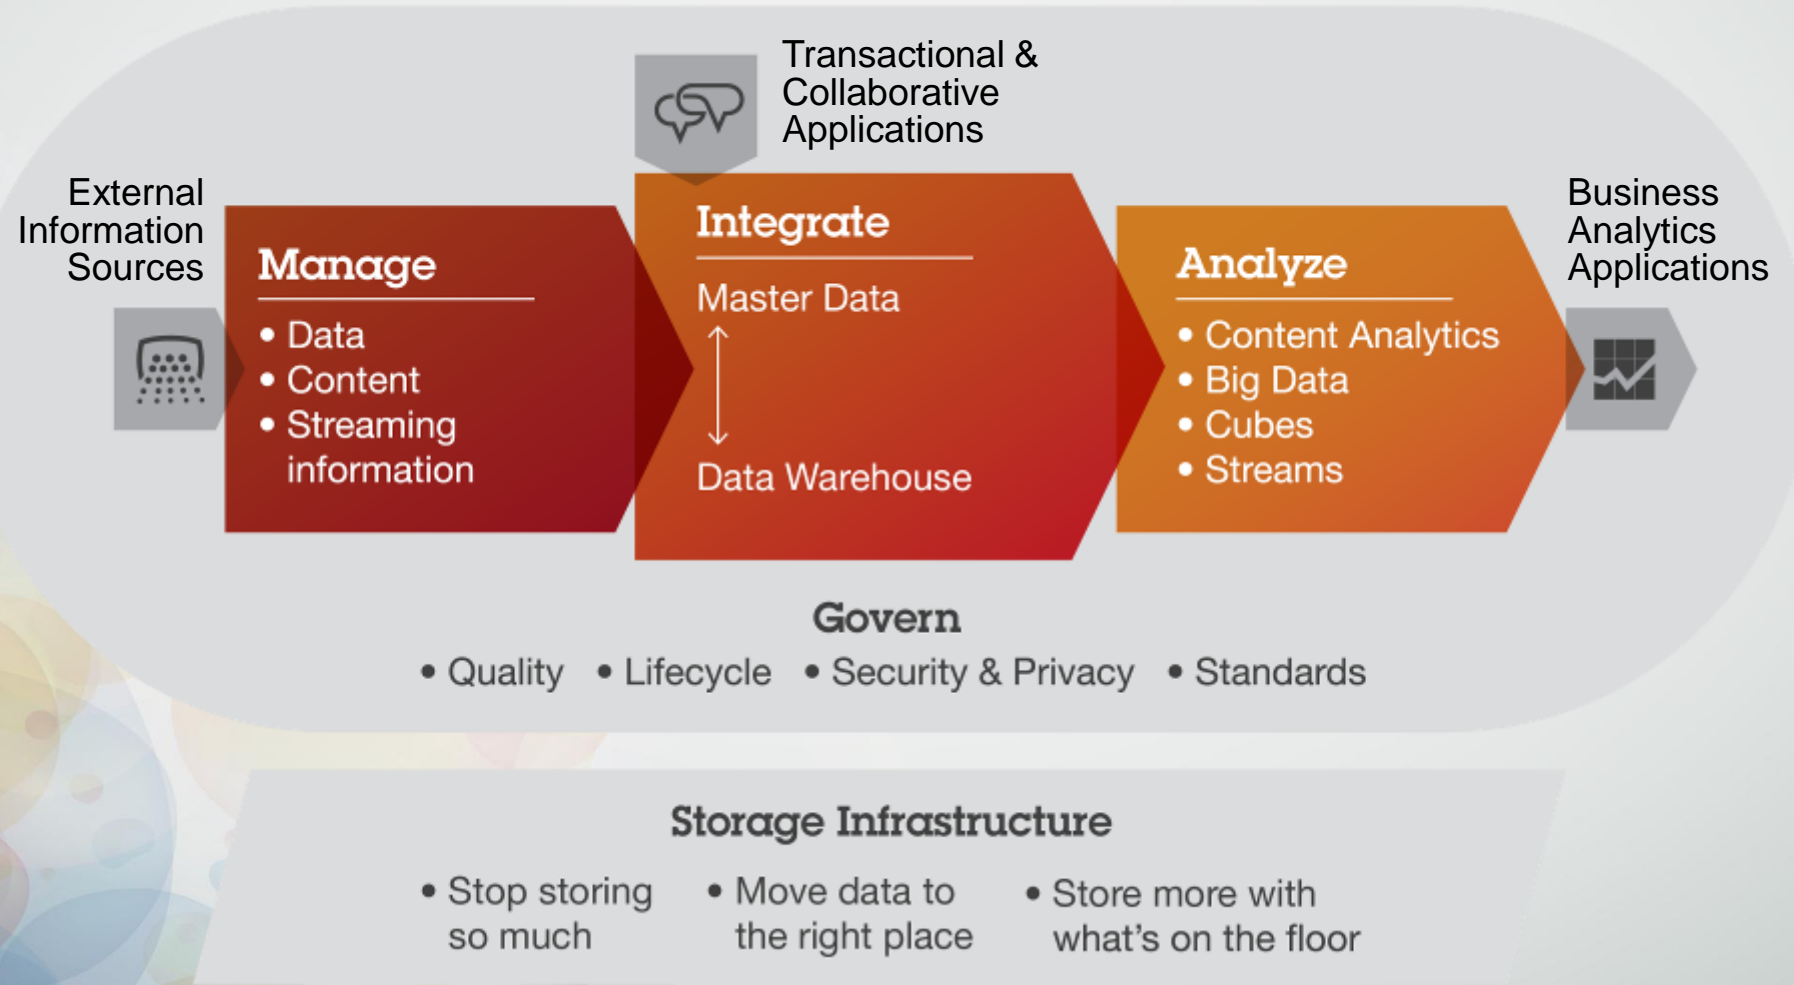 Transactional &
Collaborative
Applications
External
Information
Sources
Business
Analytics
Applications
Manage
• Data
• Content
• Streaming
information
Integrate
Master Data
Data Warehouse
Analyze
• Content Analytics
• Big Data
• Cubes
• Streams
Govern
• Quality • Lifecycle • Security & Privacy • Standards
Storage Infrastructure
• Stop storing
so much
• Move data to
the right place
• Store more with
what's on the floor